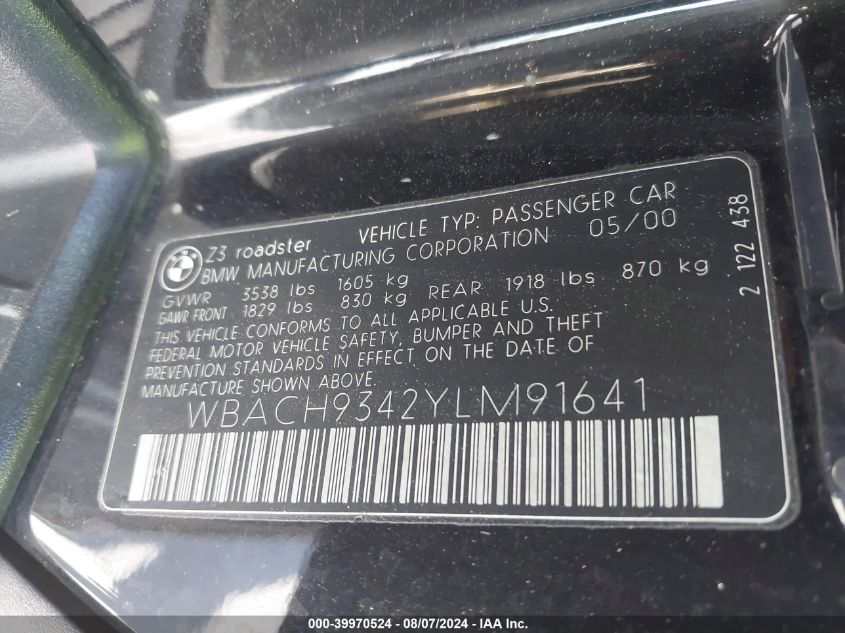 Z3 roadster VEHICLE TYP: PASSENGER CAR
BMW MANUFACTURING CORPORATION 05/00
GVWR 3538 lbs 1605 kg
GAWR FRONT 1829 lbs 830 kg REAR 1918 lbs 870 kg
THIS VEHICLE CONFORMS TO ALL APPLICABLE U.S.
FEDERAL MOTOR VEHICLE SAFETY, BUMPER AND THEFT
PREVENTION STANDARDS IN EFFECT ON THE DATE OF
MANUFACTURE SHOWN ABOVE.
WBACH9342YLM91641
2 122 438
000-39970524 - 08/07/2024 - IAA Inc.